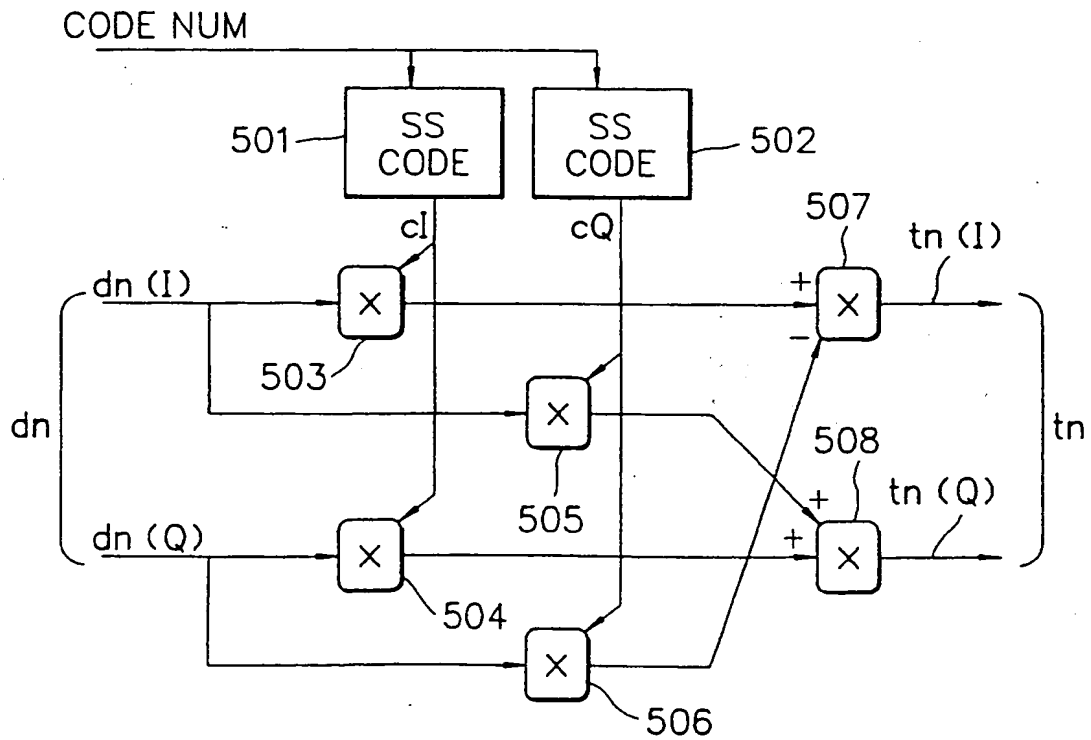 CODE NUM
SS
CODE
SS
CODE
501
502
cI
cQ
507
tn (I)
dn (I)
+
×
×
−
503
×
dn
tn
508
505
tn (Q)
+
dn (Q)
+
×
×
504
×
506